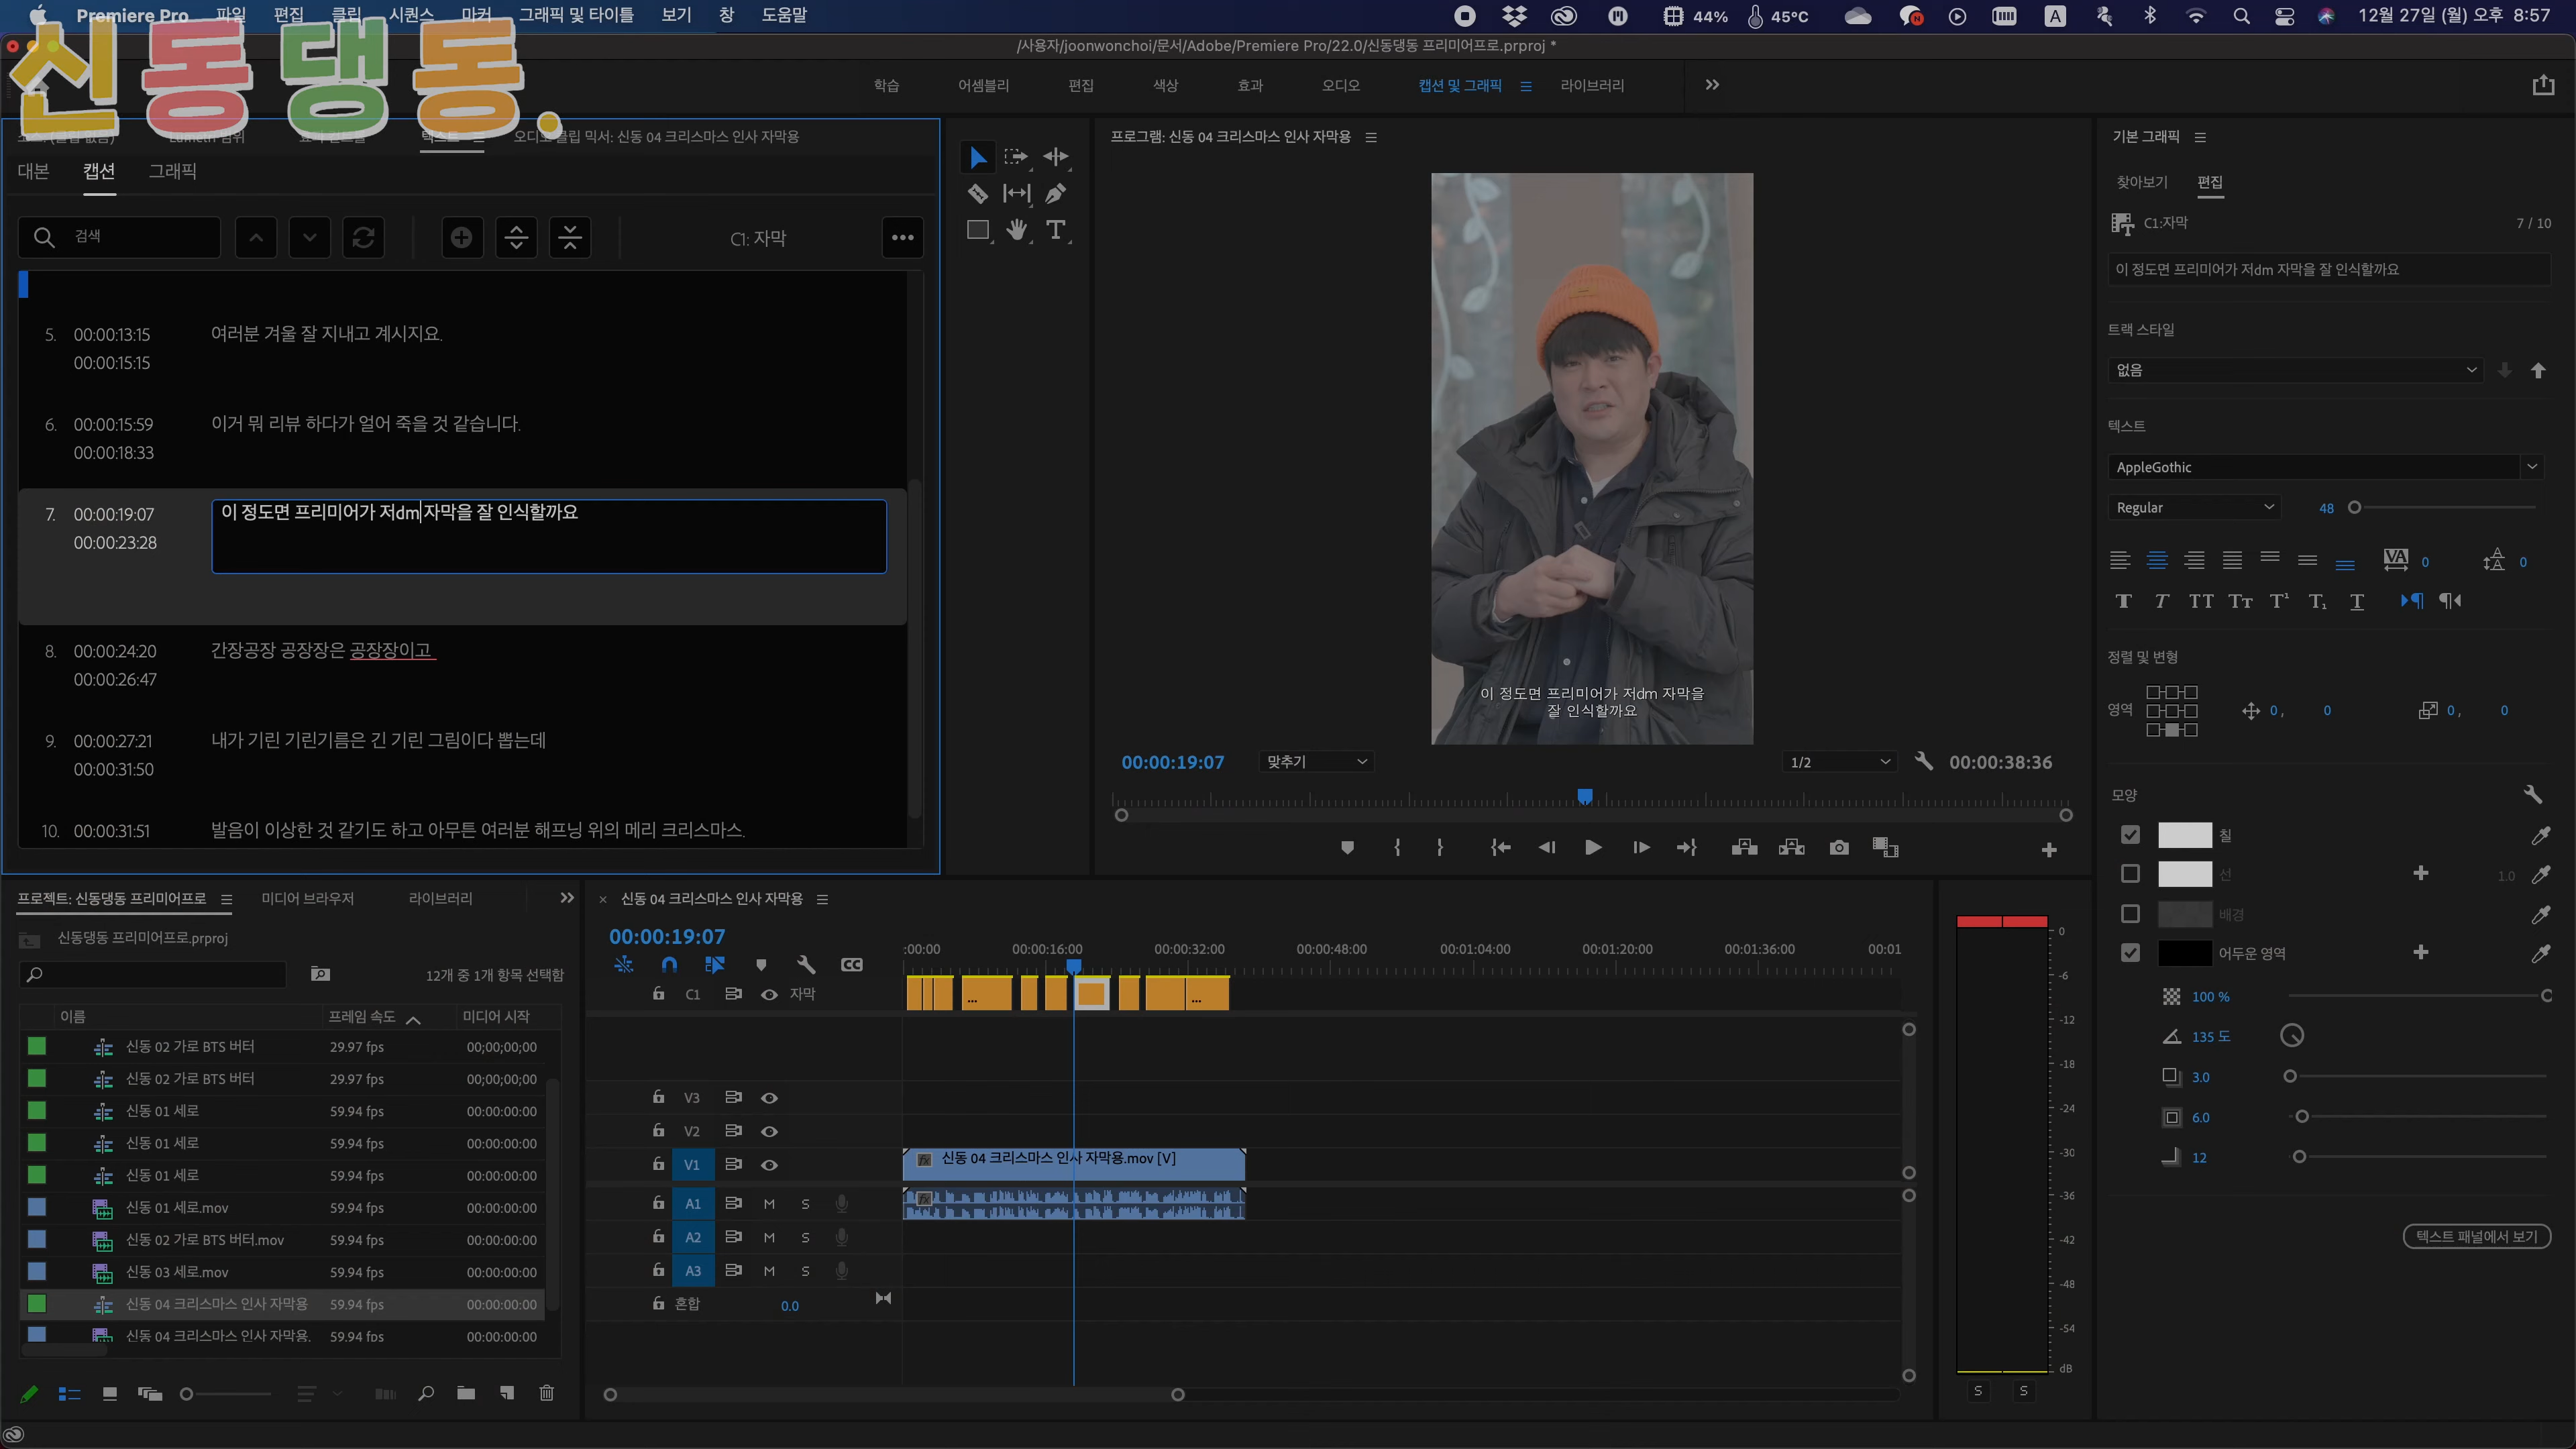 Premiere Pro 파일 편집 클립 시퀀스 마커 그래픽 및 타이틀 보기 창 도움말
44% 45°C A 12월 27일 (월) 오후 8:57
/사용자/joonwonchoi/문서/Adobe/Premiere Pro/22.0/신동댕동 프리미어프로.prproj *
신동댕동.
학습 어셈블리 편집 색상 효과 오디오 캡션 및 그래픽 라이브러리
텍스트 오디오 클립 믹서: 신동 04 크리스마스 인사 자막용
대본 캡션 그래픽
검색
C1: 자막
5. 00:00:13:15 여러분 겨울 잘 지내고 계시지요.
00:00:15:15
6. 00:00:15:59 이거 뭐 리뷰 하다가 얼어 죽을 것 같습니다.
00:00:18:33
7. 00:00:19:07 이 정도면 프리미어가 저dm 자막을 잘 인식할까요
00:00:23:28
8. 00:00:24:20 간장공장 공장장은 공장장이고
00:00:26:47
9. 00:00:27:21 내가 기린 기린기름은 긴 기린 그림이다 뽑는데
00:00:31:50
10. 00:00:31:51 발음이 이상한 것 같기도 하고 아무튼 여러분 해프닝 위의 메리 크리스마스.
프로그램: 신동 04 크리스마스 인사 자막용
이 정도면 프리미어가 저dm 자막을
잘 인식할까요
00:00:19:07 맞추기 1/2 00:00:38:36
기본 그래픽
찾아보기 편집
C1:자막 7 / 10
이 정도면 프리미어가 저dm 자막을 잘 인식할까요
트랙 스타일
없음
텍스트
AppleGothic
Regular 48
0 0
정렬 및 변형
영역 0, 0 0, 0
모양
칠
선 1.0
배경
어두운 영역
100 %
135 도
3.0
6.0
12
텍스트 패널에서 보기
프로젝트: 신동댕동 프리미어프로 미디어 브라우저 라이브러리
신동댕동 프리미어프로.prproj
12개 중 1개 항목 선택함
이름 프레임 속도 미디어 시작
신동 02 가로 BTS 버터 29.97 fps 00;00;00;00
신동 02 가로 BTS 버터 29.97 fps 00;00;00;00
신동 01 세로 59.94 fps 00:00:00:00
신동 01 세로 59.94 fps 00:00:00:00
신동 01 세로 59.94 fps 00:00:00:00
신동 01 세로.mov 59.94 fps 00:00:00:00
신동 02 가로 BTS 버터.mov 59.94 fps 00:00:00:00
신동 03 세로.mov 59.94 fps 00:00:00:00
신동 04 크리스마스 인사 자막용 59.94 fps 00:00:00:00
신동 04 크리스마스 인사 자막용. 59.94 fps 00:00:00:00
신동 04 크리스마스 인사 자막용
00:00:19:07
:00:00 00:00:16:00 00:00:32:00 00:00:48:00 00:01:04:00 00:01:20:00 00:01:36:00 00:01
C1 자막
V3
V2
V1 fx 신동 04 크리스마스 인사 자막용.mov [V]
A1 M S fx
A2 M S
A3 M S
혼합 0.0
0
-6
-12
-18
-24
-30
-36
-42
-48
-54
dB
S S